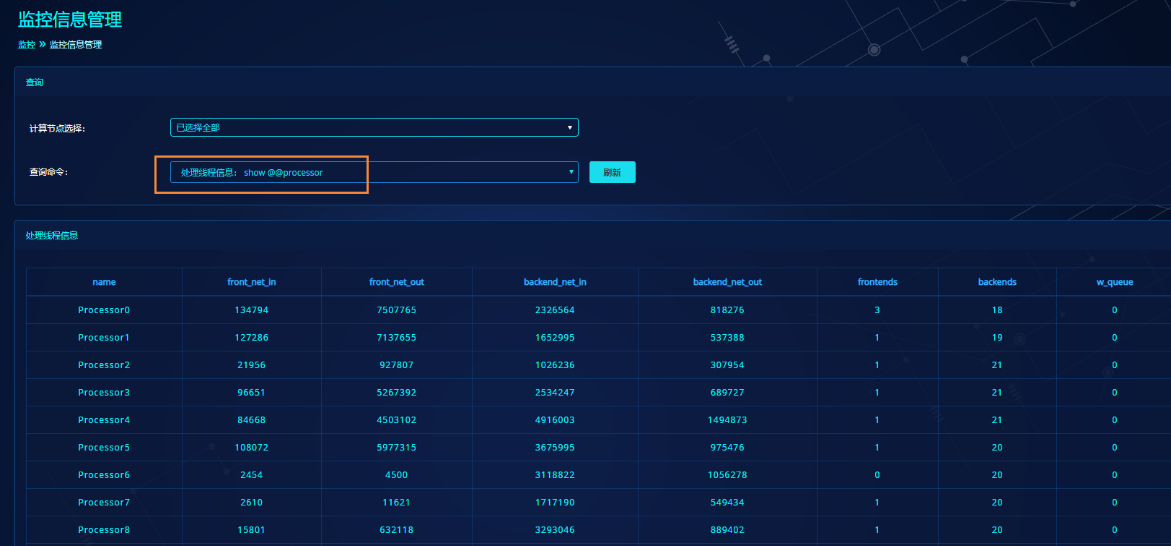 监控信息管理
监控 » 监控信息管理
查询
计算节点选择： 已选择全部
查询命令： 处理线程信息： show @@processor 刷新
处理线程信息
name front_net_in front_net_out backend_net_in backend_net_out frontends backends w_queue
Processor0 134794 7507765 2326564 818276 3 18 0
Processor1 127286 7137655 1652995 537388 1 19 0
Processor2 21956 927807 1026236 307954 1 21 0
Processor3 96651 5267392 2534247 689727 1 21 0
Processor4 84668 4503102 4916003 1494873 1 21 0
Processor5 108072 5977315 3675995 975476 1 20 0
Processor6 2454 4500 3118822 1056278 0 20 0
Processor7 2610 11621 1717190 549434 1 20 0
Processor8 15801 632118 3293046 889402 1 20 0